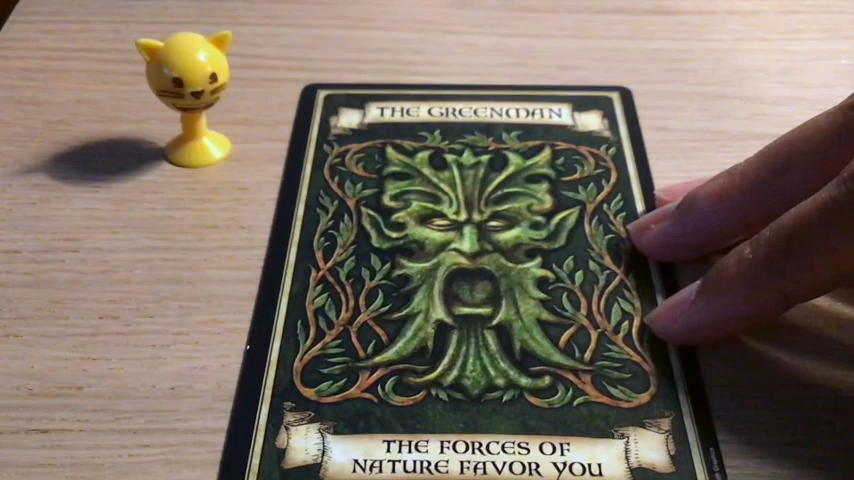 THE GREENMAN
THE FORCES OF
NATURE FAVOR YOU